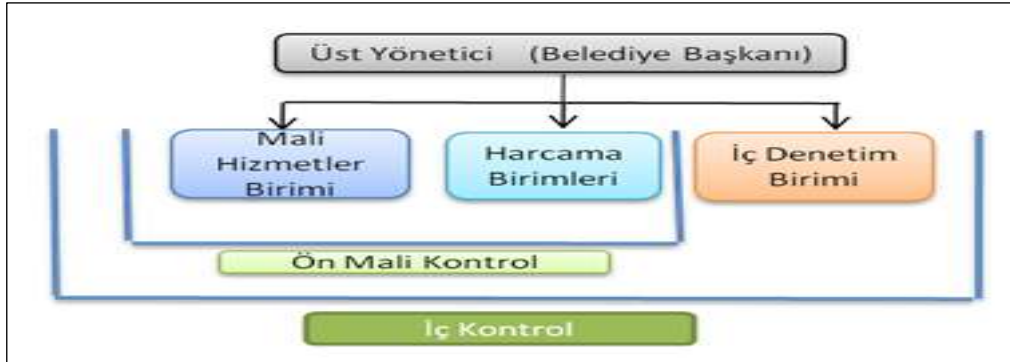 Üst Yönetici (Belediye Başkanı)
Mali
Hizmetler
Birimi
Harcama
Birimleri
İç Denetim
Birimi
Ön Mali Kontrol
İç Kontrol